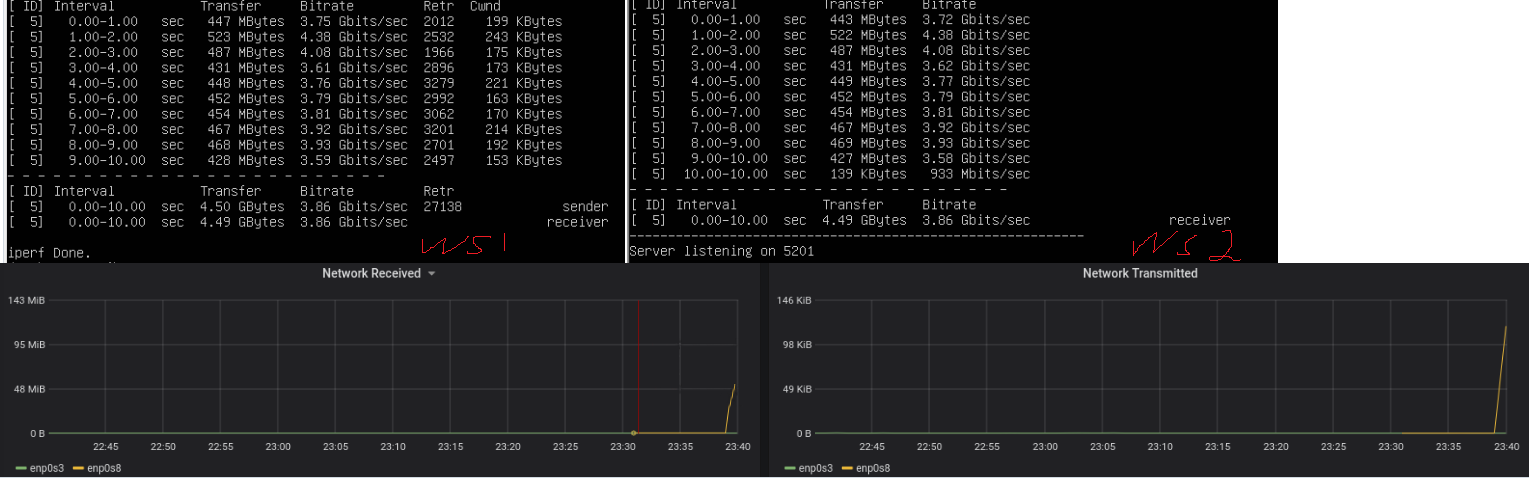 [ ID] Interval Transfer Bitrate Retr Cwnd
[ 5] 0.00-1.00 sec 447 MBytes 3.75 Gbits/sec 2012 199 KBytes
[ 5] 1.00-2.00 sec 523 MBytes 4.38 Gbits/sec 2532 243 KBytes
[ 5] 2.00-3.00 sec 487 MBytes 4.08 Gbits/sec 1966 175 KBytes
[ 5] 3.00-4.00 sec 431 MBytes 3.61 Gbits/sec 2896 173 KBytes
[ 5] 4.00-5.00 sec 448 MBytes 3.76 Gbits/sec 3279 221 KBytes
[ 5] 5.00-6.00 sec 452 MBytes 3.79 Gbits/sec 2992 163 KBytes
[ 5] 6.00-7.00 sec 454 MBytes 3.81 Gbits/sec 3062 170 KBytes
[ 5] 7.00-8.00 sec 467 MBytes 3.92 Gbits/sec 3201 214 KBytes
[ 5] 8.00-9.00 sec 468 MBytes 3.93 Gbits/sec 2701 192 KBytes
[ 5] 9.00-10.00 sec 428 MBytes 3.59 Gbits/sec 2497 153 KBytes
- - - - - - - - - - - - - - - - - - - - - - - - -
[ ID] Interval Transfer Bitrate Retr
[ 5] 0.00-10.00 sec 4.50 GBytes 3.86 Gbits/sec 27138 sender
[ 5] 0.00-10.00 sec 4.49 GBytes 3.86 Gbits/sec receiver
iperf Done.
WS1
[ ID] Interval Transfer Bitrate
[ 5] 0.00-1.00 sec 443 MBytes 3.72 Gbits/sec
[ 5] 1.00-2.00 sec 522 MBytes 4.38 Gbits/sec
[ 5] 2.00-3.00 sec 487 MBytes 4.08 Gbits/sec
[ 5] 3.00-4.00 sec 431 MBytes 3.62 Gbits/sec
[ 5] 4.00-5.00 sec 449 MBytes 3.77 Gbits/sec
[ 5] 5.00-6.00 sec 452 MBytes 3.79 Gbits/sec
[ 5] 6.00-7.00 sec 454 MBytes 3.81 Gbits/sec
[ 5] 7.00-8.00 sec 467 MBytes 3.92 Gbits/sec
[ 5] 8.00-9.00 sec 469 MBytes 3.93 Gbits/sec
[ 5] 9.00-10.00 sec 427 MBytes 3.58 Gbits/sec
[ 5] 10.00-10.00 sec 139 KBytes 933 Mbits/sec
- - - - - - - - - - - - - - - - - - - - - - - - -
[ ID] Interval Transfer Bitrate
[ 5] 0.00-10.00 sec 4.49 GBytes 3.86 Gbits/sec receiver
-----------------------------------------------------------
Server listening on 5201
WS2
Network Received
143 MiB
95 MiB
48 MiB
0 B
22:45 22:50 22:55 23:00 23:05 23:10 23:15 23:20 23:25 23:30 23:35 23:40
enp0s3 enp0s8
Network Transmitted
146 KiB
98 KiB
49 KiB
0 B
22:45 22:50 22:55 23:00 23:05 23:10 23:15 23:20 23:25 23:30 23:35 23:40
enp0s3 enp0s8